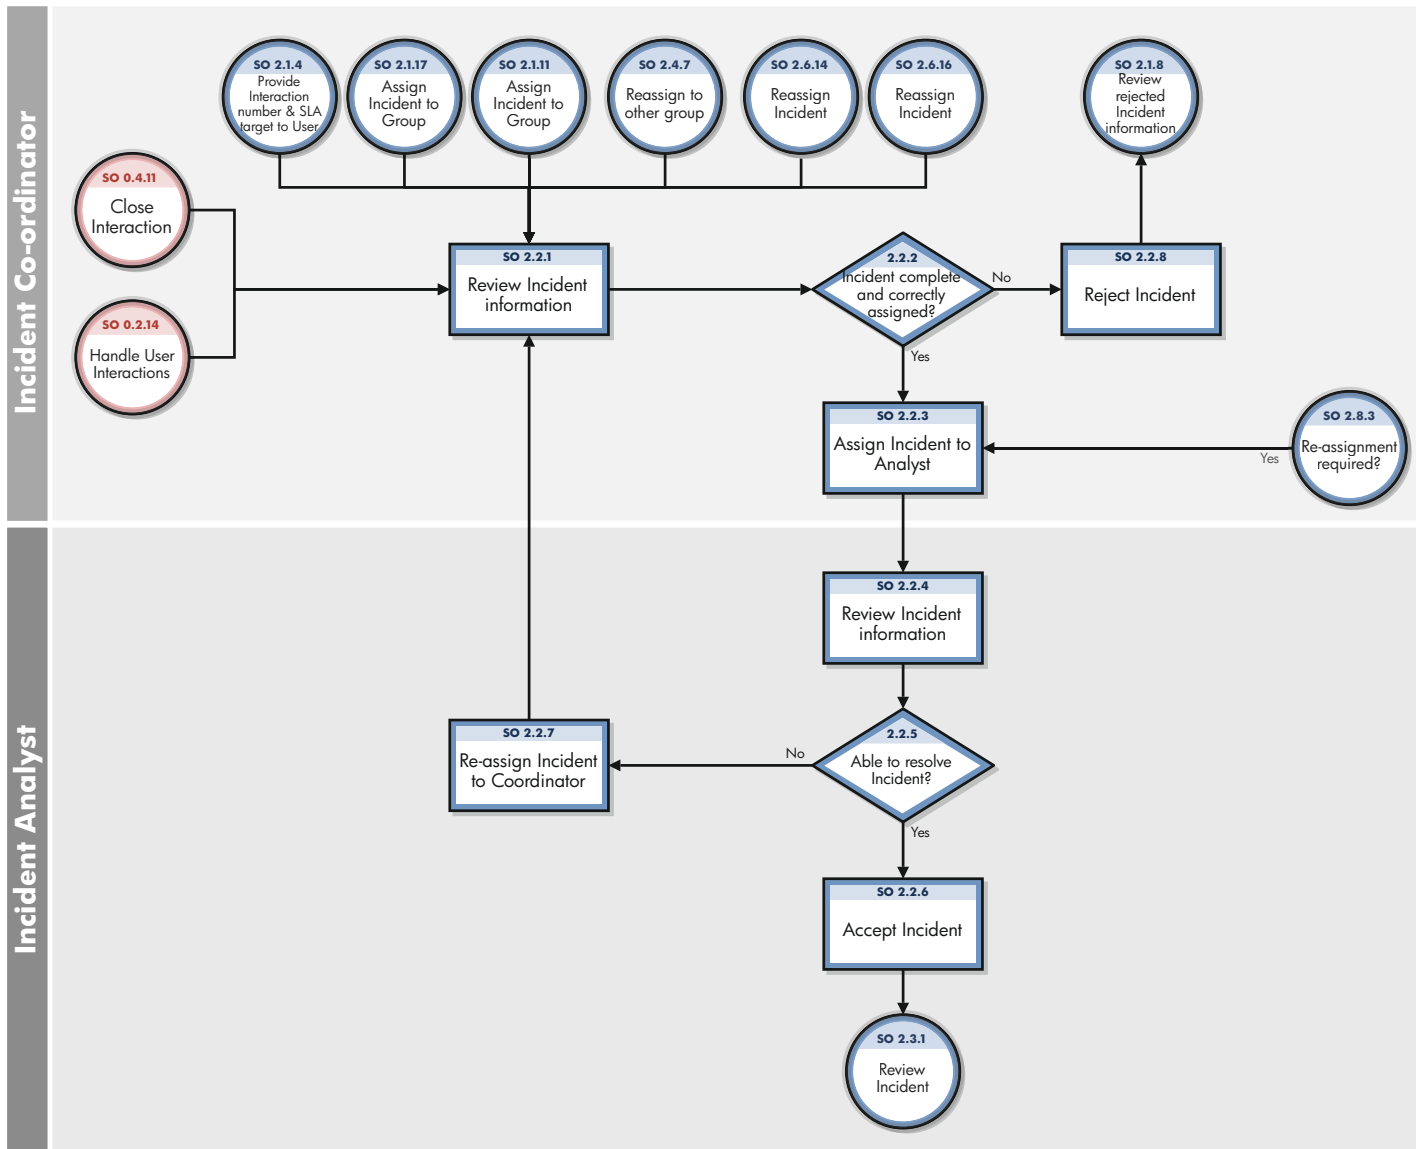 Incident Co-ordinator
SO 2.1.4
Provide
Interaction
number & SLA
target to User
SO 2.1.17
Assign
Incident to
Group
SO 2.1.11
Assign
Incident to
Group
SO 2.4.7
Reassign to
other group
SO 2.6.14
Reassign
Incident
SO 2.6.16
Reassign
Incident
SO 2.1.8
Review
rejected
Incident
information
SO 0.4.11
Close
Interaction
SO 0.2.14
Handle User
Interactions
SO 2.2.1
Review Incident
information
2.2.2
Incident complete
and correctly
assigned?
No
Yes
SO 2.2.8
Reject Incident
SO 2.2.3
Assign Incident to
Analyst
SO 2.8.3
Re-assignment
required?
Yes
Incident Analyst
SO 2.2.4
Review Incident
information
2.2.5
Able to resolve
Incident?
No
Yes
SO 2.2.7
Re-assign Incident
to Coordinator
SO 2.2.6
Accept Incident
SO 2.3.1
Review
Incident